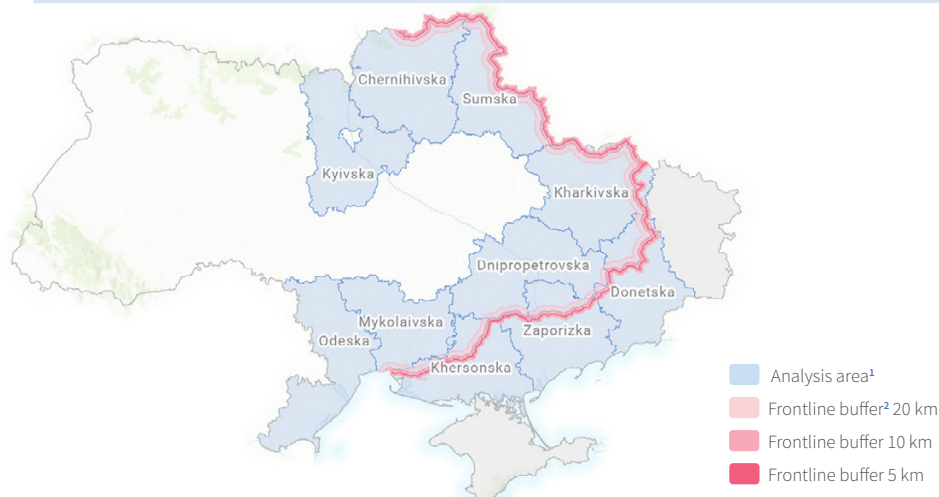 Chernihivska
Sumska
Kyivska
Kharkivska
Dnipropetrovska
Donetska
Mykolaivska
Zaporizka
Odeska
Khersonska
Analysis area¹
Frontline buffer² 20 km
Frontline buffer 10 km
Frontline buffer 5 km